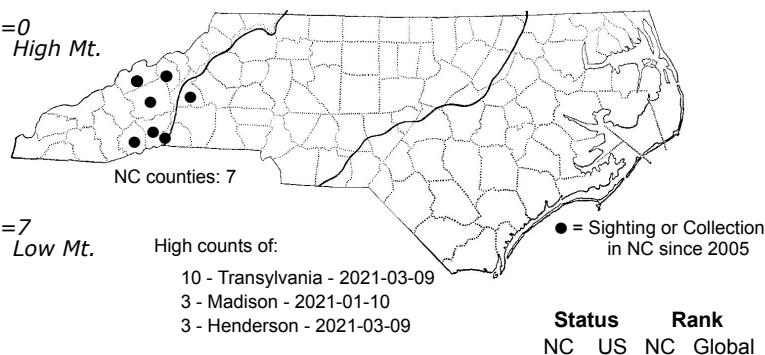 =0
High Mt.
NC counties: 7
=7
Low Mt.
High counts of:
10 - Transylvania - 2021-03-09
3 - Madison - 2021-01-10
3 - Henderson - 2021-03-09
● = Sighting or Collection
in NC since 2005
Status Rank
NC US NC Global